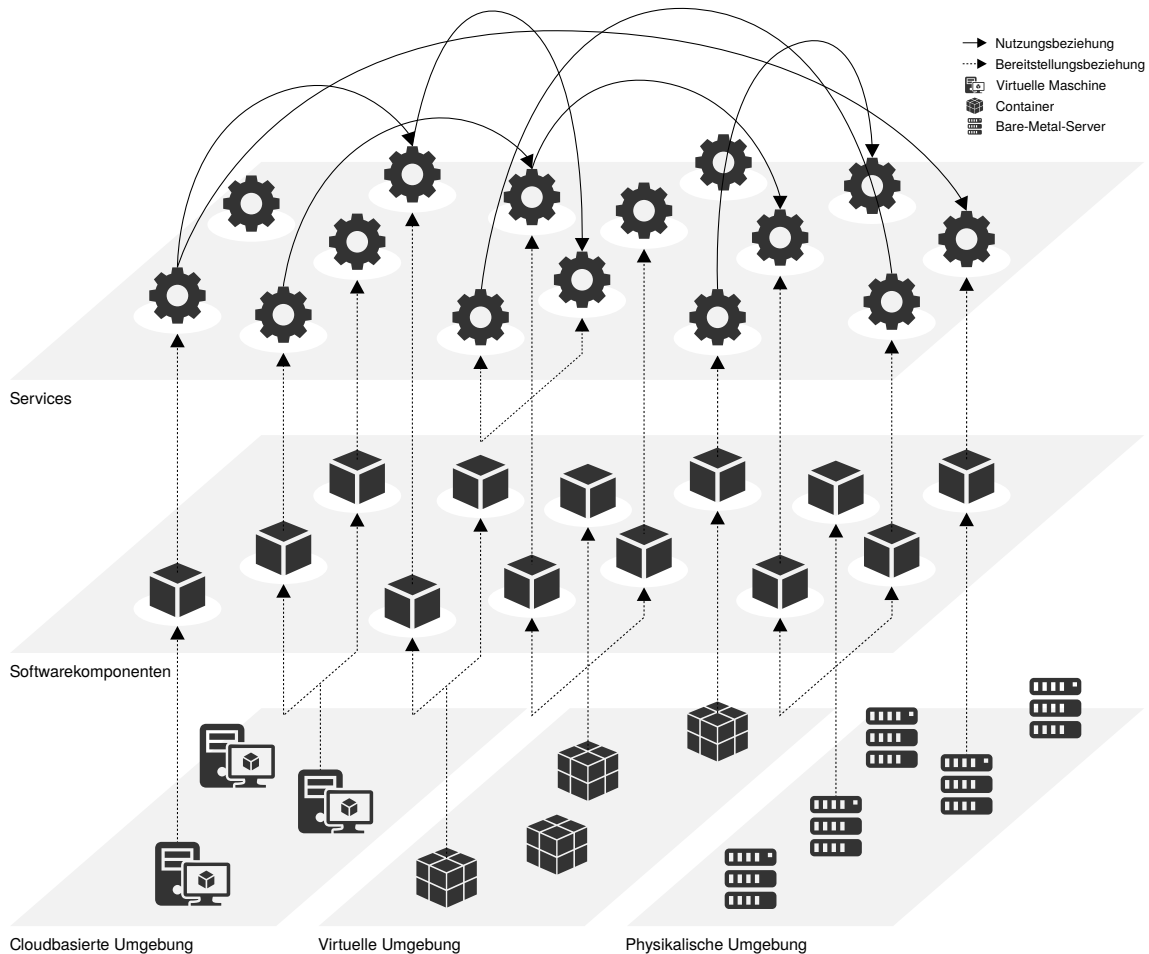 Nutzungsbeziehung
Bereitstellungsbeziehung
Virtuelle Maschine
Container
Bare-Metal-Server
Services
Softwarekomponenten
Cloudbasierte Umgebung
Virtuelle Umgebung
Physikalische Umgebung